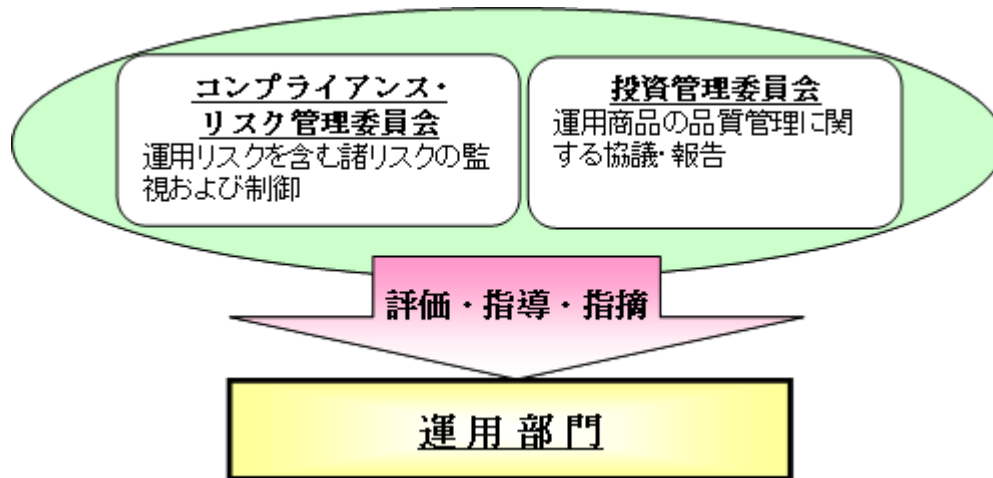 コンプライアンス・
リスク管理委員会
運用リスクを含む諸リスクの監
視および制御
投資管理委員会
運用商品の品質管理に関
する協議・報告
評価・指導・指摘
運用部門